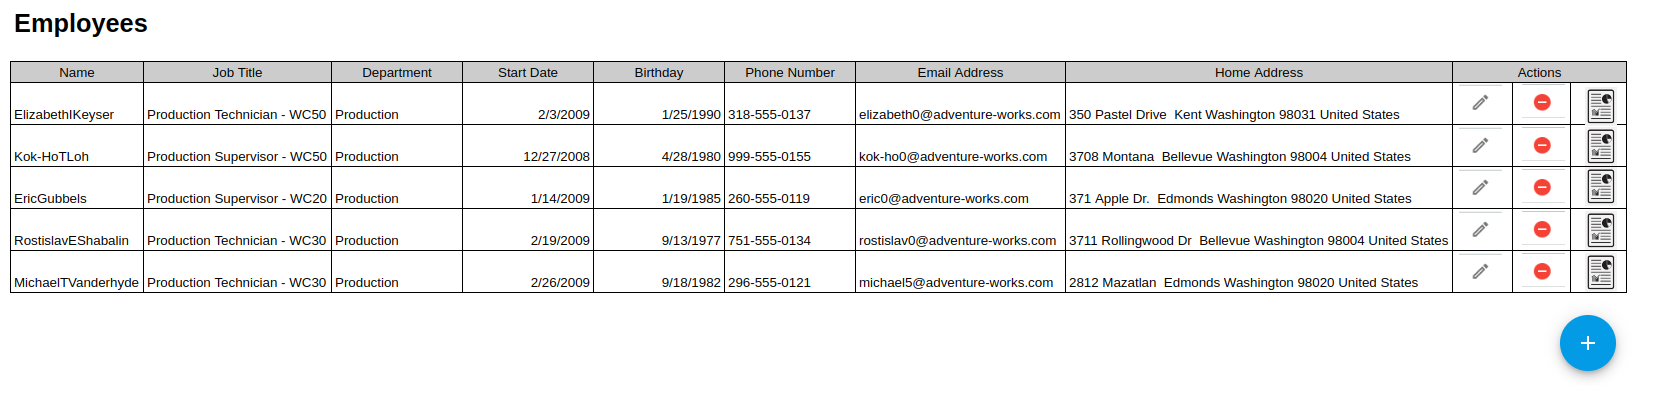 Employees
Name Job Title Department Start Date Birthday Phone Number Email Address Home Address Actions
ElizabethIKeyser Production Technician - WC50 Production 2/3/2009 1/25/1990 318-555-0137 elizabeth0@adventure-works.com 350 Pastel Drive  Kent Washington 98031 United States
Kok-HoTLoh Production Supervisor - WC50 Production 12/27/2008 4/28/1980 999-555-0155 kok-ho0@adventure-works.com 3708 Montana  Bellevue Washington 98004 United States
EricGubbels Production Supervisor - WC20 Production 1/14/2009 1/19/1985 260-555-0119 eric0@adventure-works.com 371 Apple Dr.  Edmonds Washington 98020 United States
RostislavEShabalin Production Technician - WC30 Production 2/19/2009 9/13/1977 751-555-0134 rostislav0@adventure-works.com 3711 Rollingwood Dr  Bellevue Washington 98004 United States
MichaelTVanderhyde Production Technician - WC30 Production 2/26/2009 9/18/1982 296-555-0121 michael5@adventure-works.com 2812 Mazatlan  Edmonds Washington 98020 United States
+